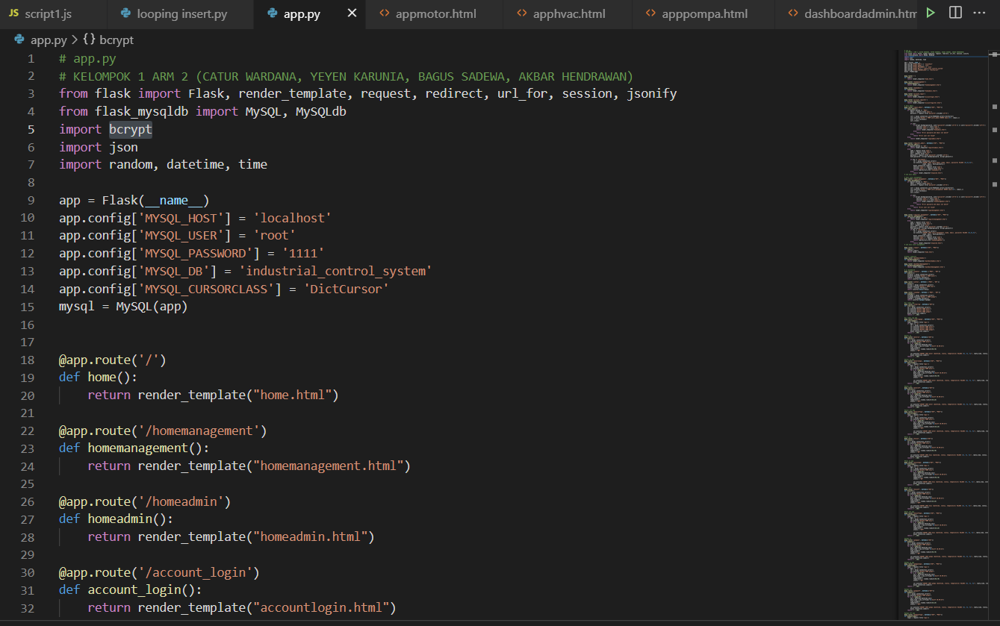 JS script1.js looping insert.py app.py appmotor.html apphvac.html apppompa.html dashboardadmin.htm
app.py > {} bcrypt
1 # app.py
2 # KELOMPOK 1 ARM 2 (CATUR WARDANA, YEYEN KARUNIA, BAGUS SADEWA, AKBAR HENDRAWAN)
3 from flask import Flask, render_template, request, redirect, url_for, session, jsonify
4 from flask_mysqldb import MySQL, MySQLdb
5 import bcrypt
6 import json
7 import random, datetime, time
8
9 app = Flask(__name__)
10 app.config['MYSQL_HOST'] = 'localhost'
11 app.config['MYSQL_USER'] = 'root'
12 app.config['MYSQL_PASSWORD'] = '1111'
13 app.config['MYSQL_DB'] = 'industrial_control_system'
14 app.config['MYSQL_CURSORCLASS'] = 'DictCursor'
15 mysql = MySQL(app)
16
17
18 @app.route('/')
19 def home():
20     return render_template("home.html")
21
22 @app.route('/homemanagement')
23 def homemanagement():
24     return render_template("homemanagement.html")
25
26 @app.route('/homeadmin')
27 def homeadmin():
28     return render_template("homeadmin.html")
29
30 @app.route('/account_login')
31 def account_login():
32     return render_template("accountlogin.html")